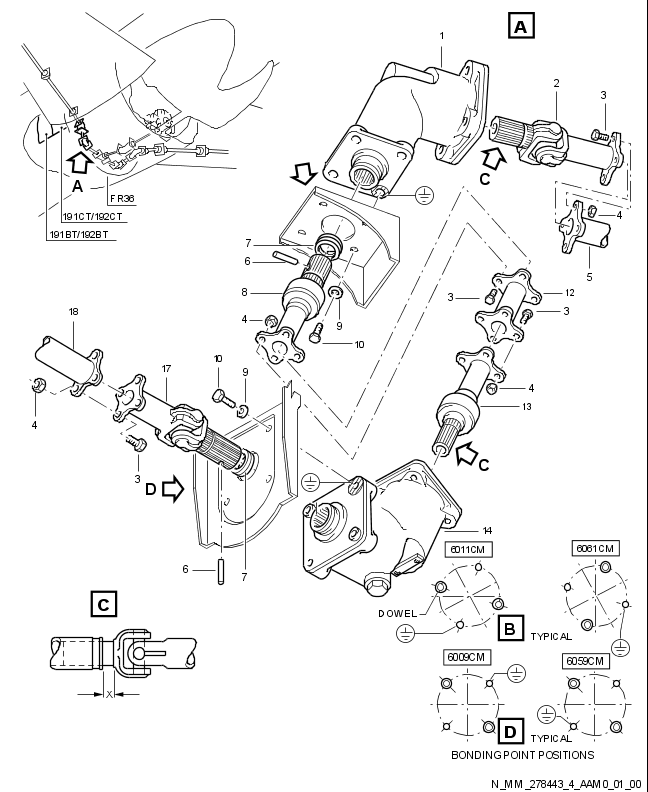 A
1
2
3
C
A
FR36
191CT/192CT
191BT/192BT
4
5
7
6
8
9
10
4
3
12
3
4
13
C
18
17
10
9
4
3
D
6
7
14
6011CM
6061CM
DOWEL
B
TYPICAL
6009CM
6059CM
D
TYPICAL
BONDING POINT POSITIONS
C
X
N_MM_278443_4_AAM0_01_00